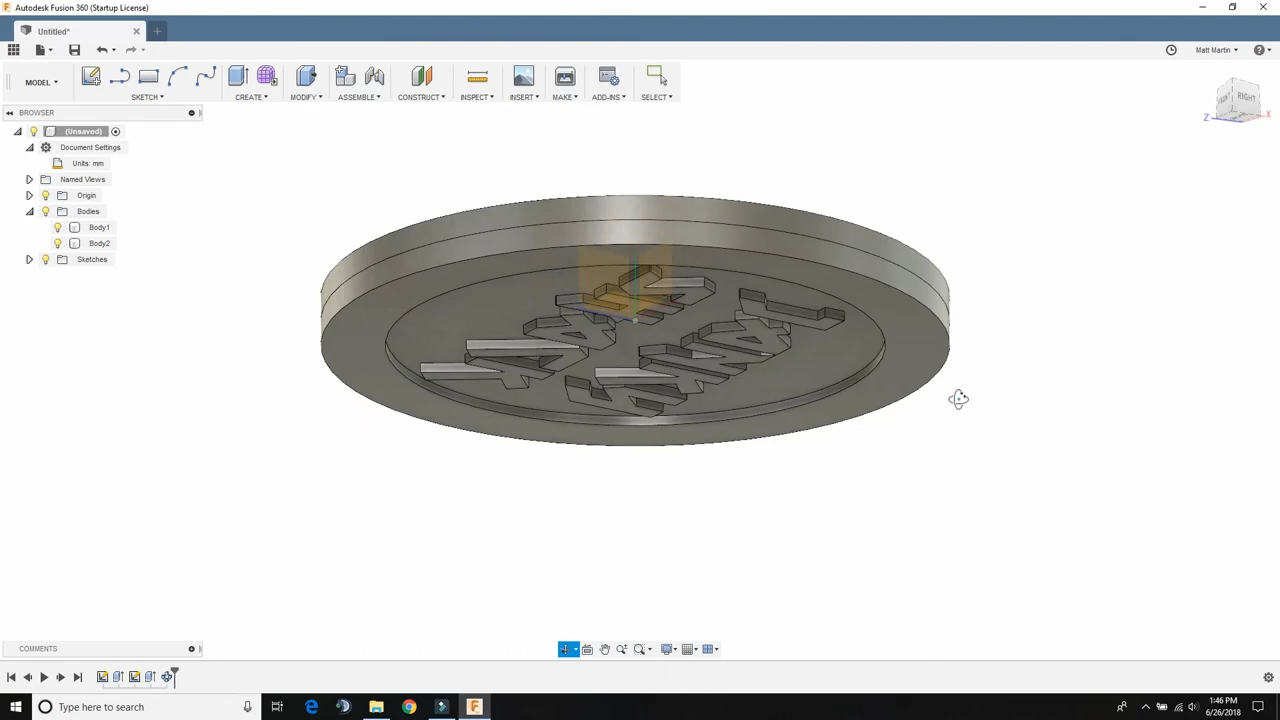 Autodesk Fusion 360 (Startup License)
Untitled*
Matt Martin
MODEL
SKETCH
CREATE
MODIFY
ASSEMBLE
CONSTRUCT
INSPECT
INSERT
MAKE
ADD-INS
SELECT
BROWSER
FRONT
RIGHT
Z
X
(Unsaved)
Document Settings
Units: mm
Named Views
Origin
Bodies
Body1
Body2
Sketches
COMMENTS
Type here to search
1:46 PM
6/26/2018